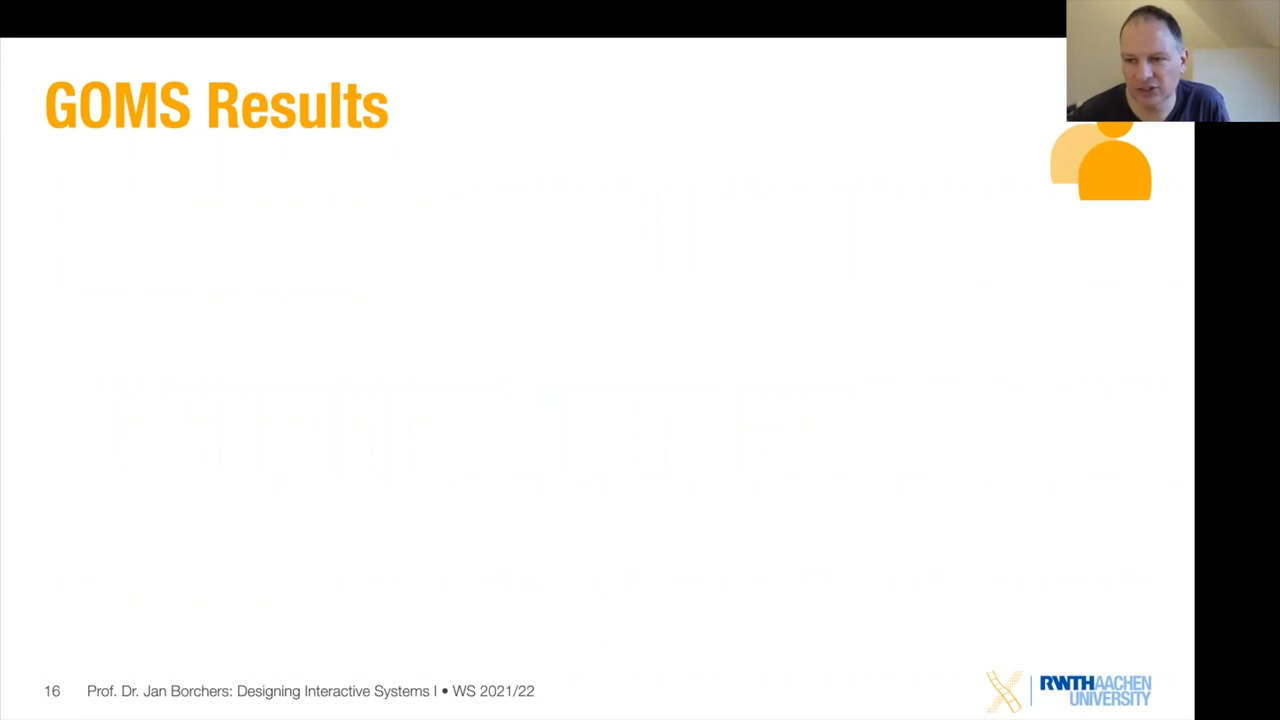 GOMS Results
16 Prof. Dr. Jan Borchers: Designing Interactive Systems I • WS 2021/22
RWTHAACHEN
UNIVERSITY